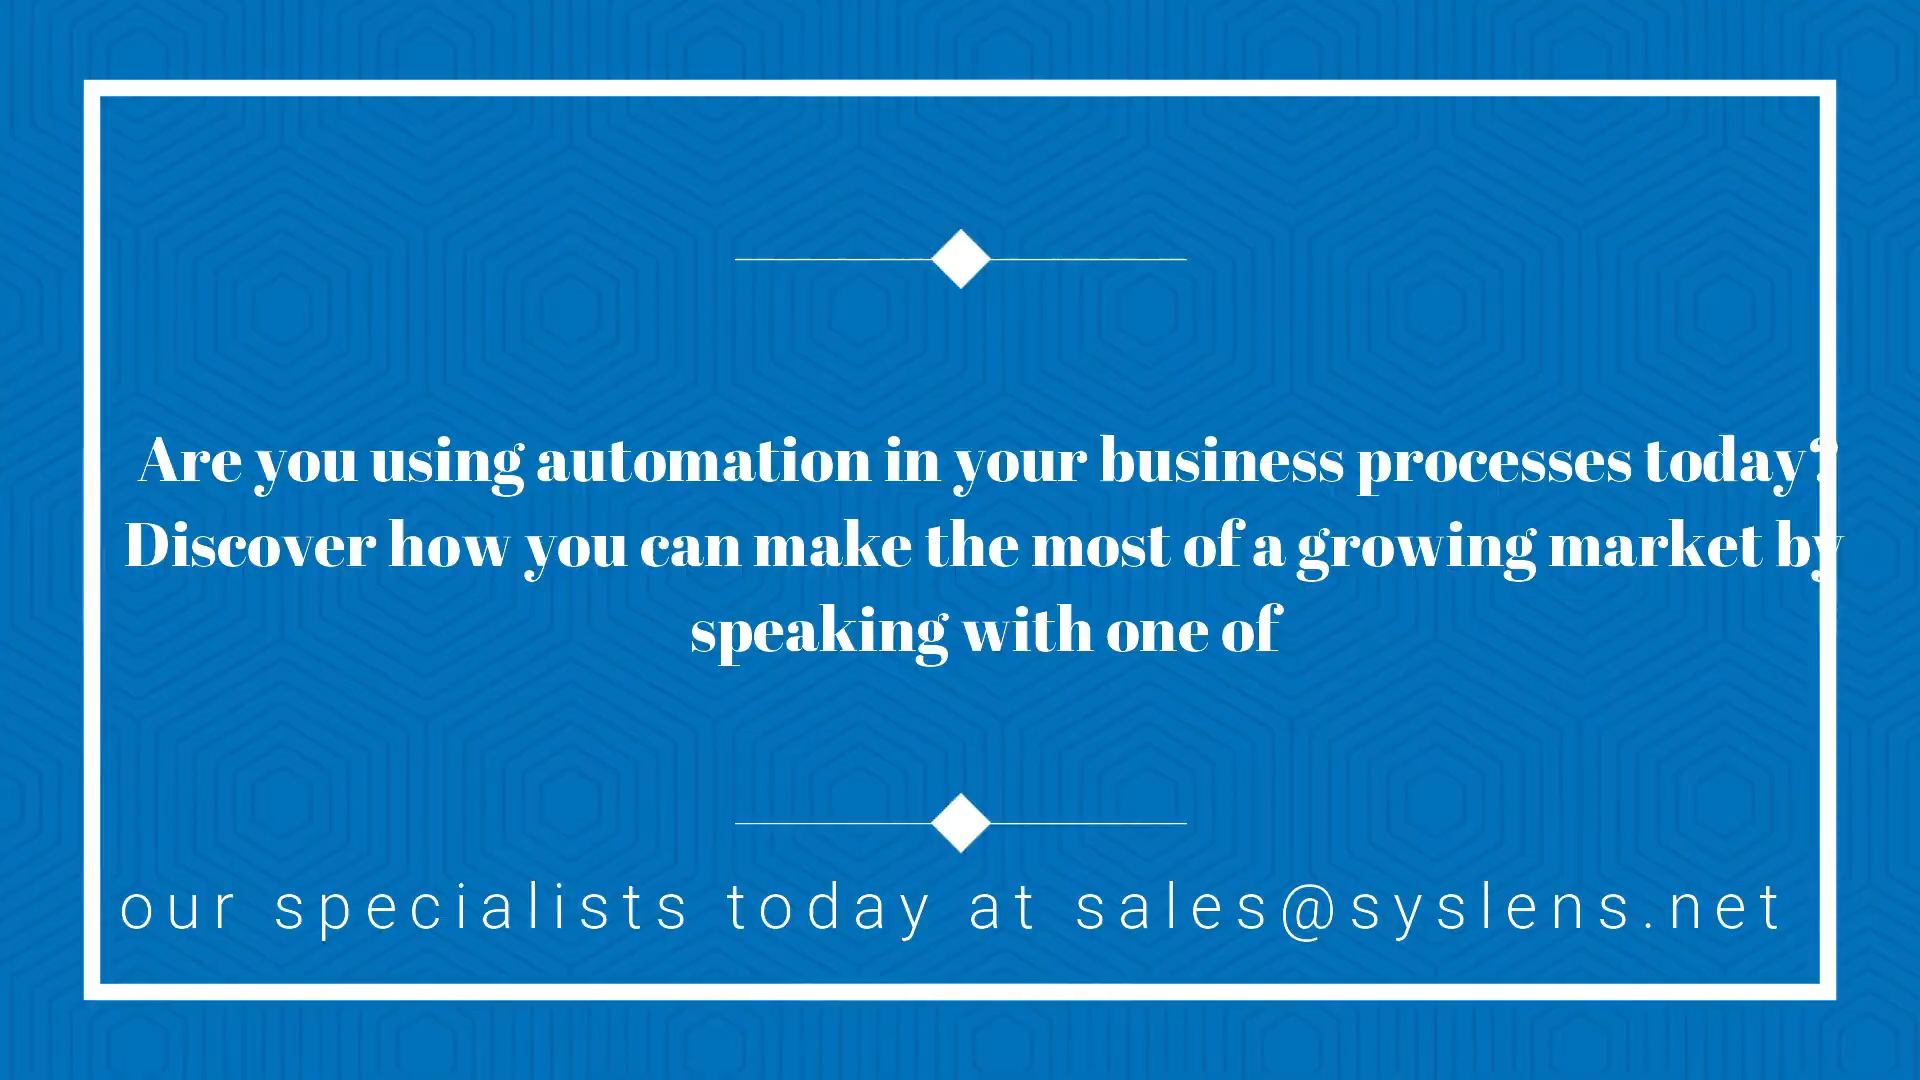 Are you using automation in your business processes today?
Discover how you can make the most of a growing market by
speaking with one of
our specialists today at sales@syslens.net